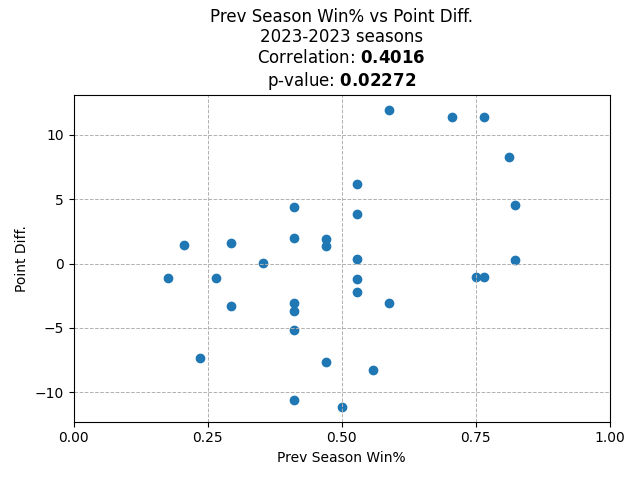 Prev Season Win% vs Point Diff.
2023-2023 seasons
Correlation: 0.4016
p-value: 0.02272
10
5
0
−5
−10
Point Diff.
0.00 0.25 0.50 0.75 1.00
Prev Season Win%